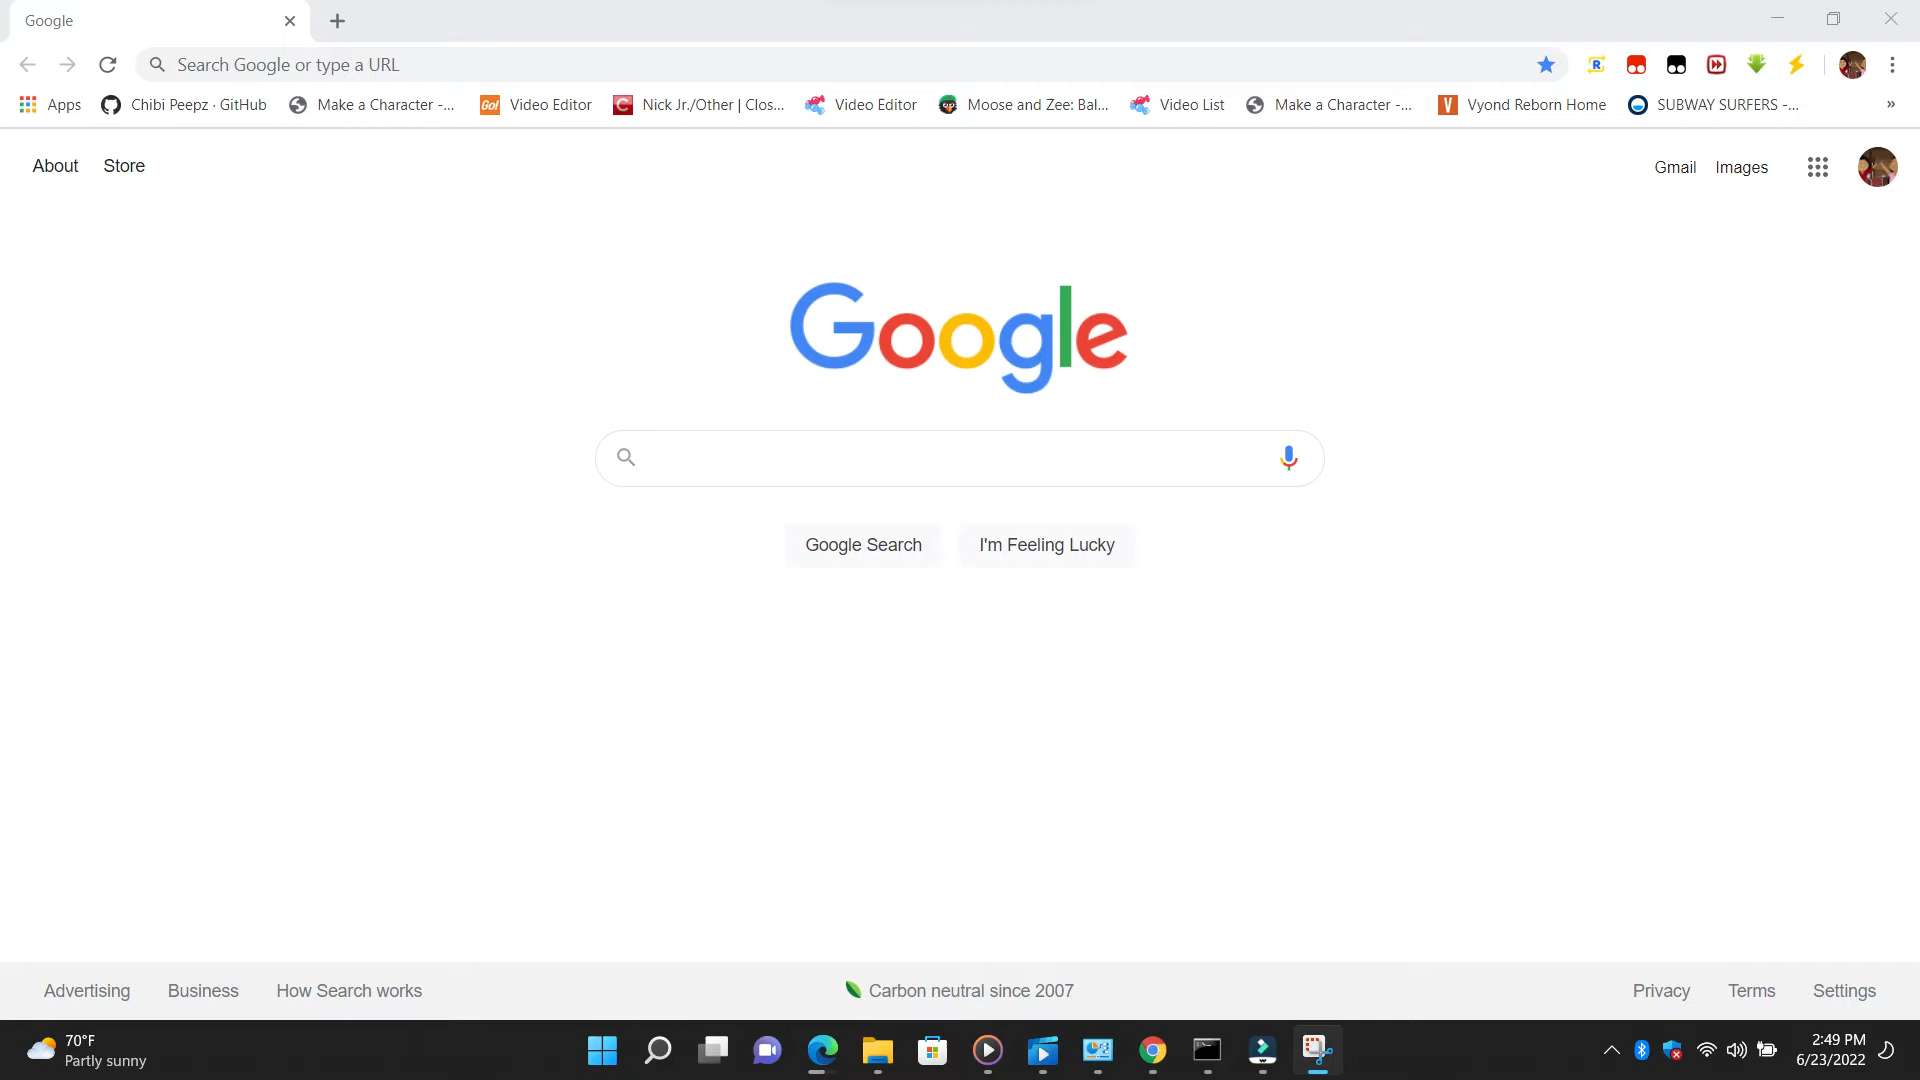 Google
Search Google or type a URL
Apps
Chibi Peepz · GitHub
Make a Character -...
Go!
Video Editor
C
Nick Jr./Other | Clos...
Video Editor
Moose and Zee: Bal...
Video List
Make a Character -...
V
Vyond Reborn Home
SUBWAY SURFERS -...
»
About
Store
Gmail
Images
Google
Google Search
I'm Feeling Lucky
Advertising
Business
How Search works
Carbon neutral since 2007
Privacy
Terms
Settings
70°F
Partly sunny
2:49 PM
6/23/2022